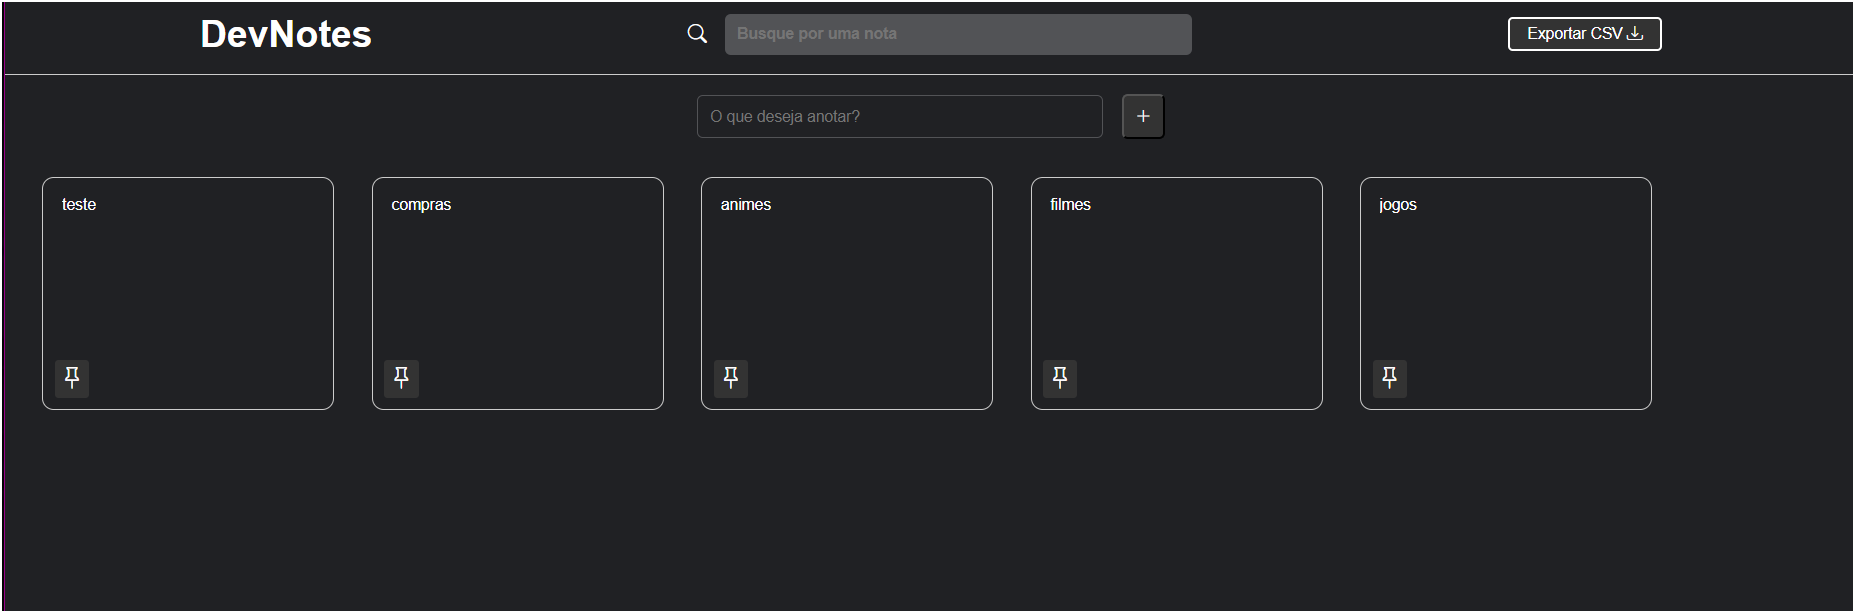 DevNotes
Busque por uma nota
Exportar CSV
O que deseja anotar?
+
teste
compras
animes
filmes
jogos